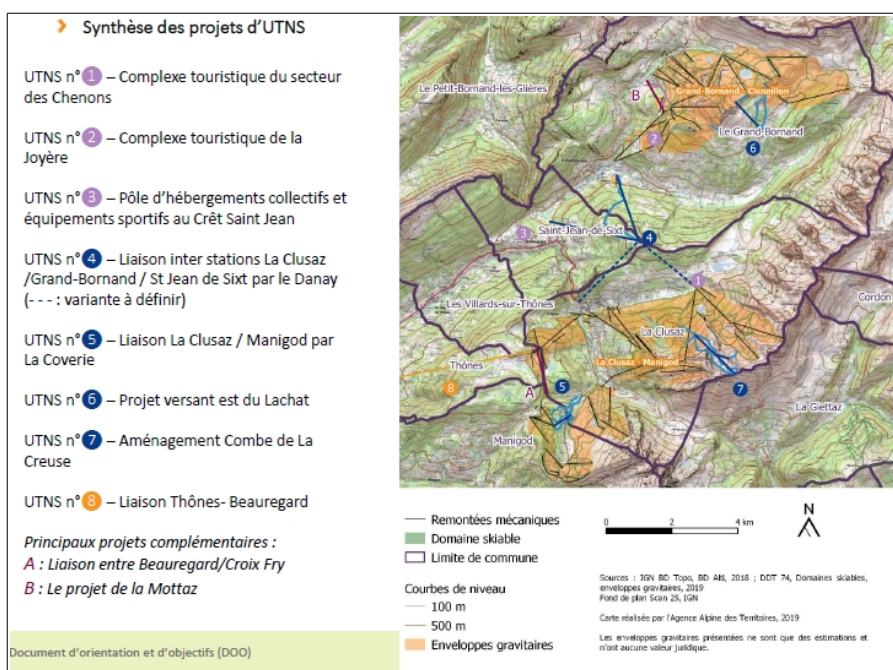 Synthèse des projets d'UTNS
UTNS n° 1 – Complexe touristique du secteur
des Chenons
UTNS n° 2 – Complexe touristique de la
Joyère
UTNS n° 3 – Pôle d'hébergements collectifs et
équipements sportifs au Crêt Saint Jean
UTNS n° 4 – Liaison inter stations La Clusaz
/Grand-Bornand / St Jean de Sixt par le Danay
(- - - : variante à définir)
UTNS n° 5 – Liaison La Clusaz / Manigod par
La Coverie
UTNS n° 6 – Projet versant est du Lachat
UTNS n° 7 – Aménagement Combe de La
Creuse
UTNS n° 8 – Liaison Thônes- Beauregard
Principaux projets complémentaires :
A : Liaison entre Beauregard/Croix Fry
B : Le projet de la Mottaz
Document d'orientation et d'objectifs (DOO)
Le Petit-Bornand-lès-Glières
B
Grand-Bornand - Chinaillon
2
Le Grand-Bornand
6
3
Saint-Jean-de-Sixt
4
1
Les Villards-sur-Thônes
Cordon
La Clusaz
Thônes
La Clusaz - Manigod
8
A
5
7
La Giettaz
Manigod
Remontées mécaniques
Domaine skiable
Limite de commune
Courbes de niveau
100 m
500 m
Enveloppes gravitaires
0 2 4 km
N
Sources : IGN BD Topo, BD Alti, 2018 ; DDT 74, Domaines skiables,
enveloppes gravitaires, 2019
Fond de plan Scan 25, IGN
Carte réalisée par l'Agence Alpine des Territoires, 2019
Les enveloppes gravitaires présentées ne sont que des estimations et
n'ont aucune valeur juridique.